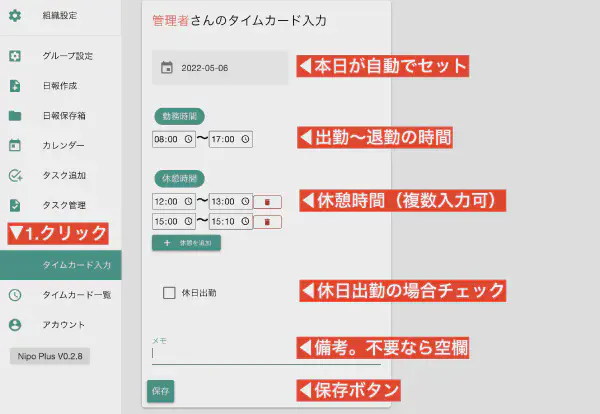 組織設定
グループ設定
日報作成
日報保存箱
カレンダー
タスク追加
タスク管理
▼1.クリック
タイムカード入力
タイムカード一覧
アカウント
Nipo Plus V0.2.8
管理者さんのタイムカード入力
2022-05-06
◀本日が自動でセット
勤務時間
08:00 〜 17:00
◀出勤〜退勤の時間
休憩時間
12:00 〜 13:00
15:00 〜 15:10
◀休憩時間（複数入力可）
+ 休憩を追加
休日出勤
◀休日出勤の場合チェック
メモ
◀備考。不要なら空欄
保存
◀保存ボタン